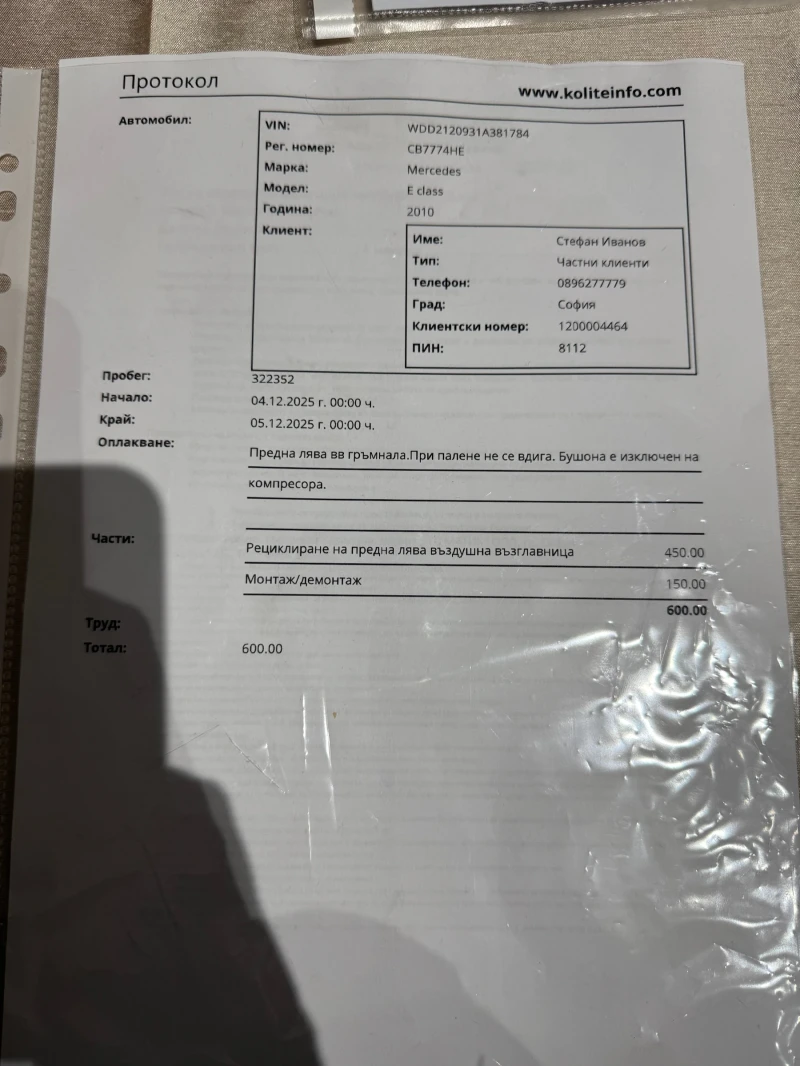 Протокол
www.koliteinfo.com
Автомобил:
VIN: WDD2120931A381784
Рег. номер: CB7774HE
Марка: Mercedes
Модел: E class
Година: 2010
Клиент:
Име: Стефан Иванов
Тип: Частни клиенти
Телефон: 0896277779
Град: София
Клиентски номер: 1200004464
ПИН: 8112
Пробег: 322352
Начало: 04.12.2025 г. 00:00 ч.
Край: 05.12.2025 г. 00:00 ч.
Оплакване: Предна лява вв гръмнала.При палене не се вдига. Бушона е изключен на
компресора.
Части: Рециклиране на предна лява въздушна възглавница 450.00
Монтаж/демонтаж 150.00
600.00
Труд:
Тотал: 600.00